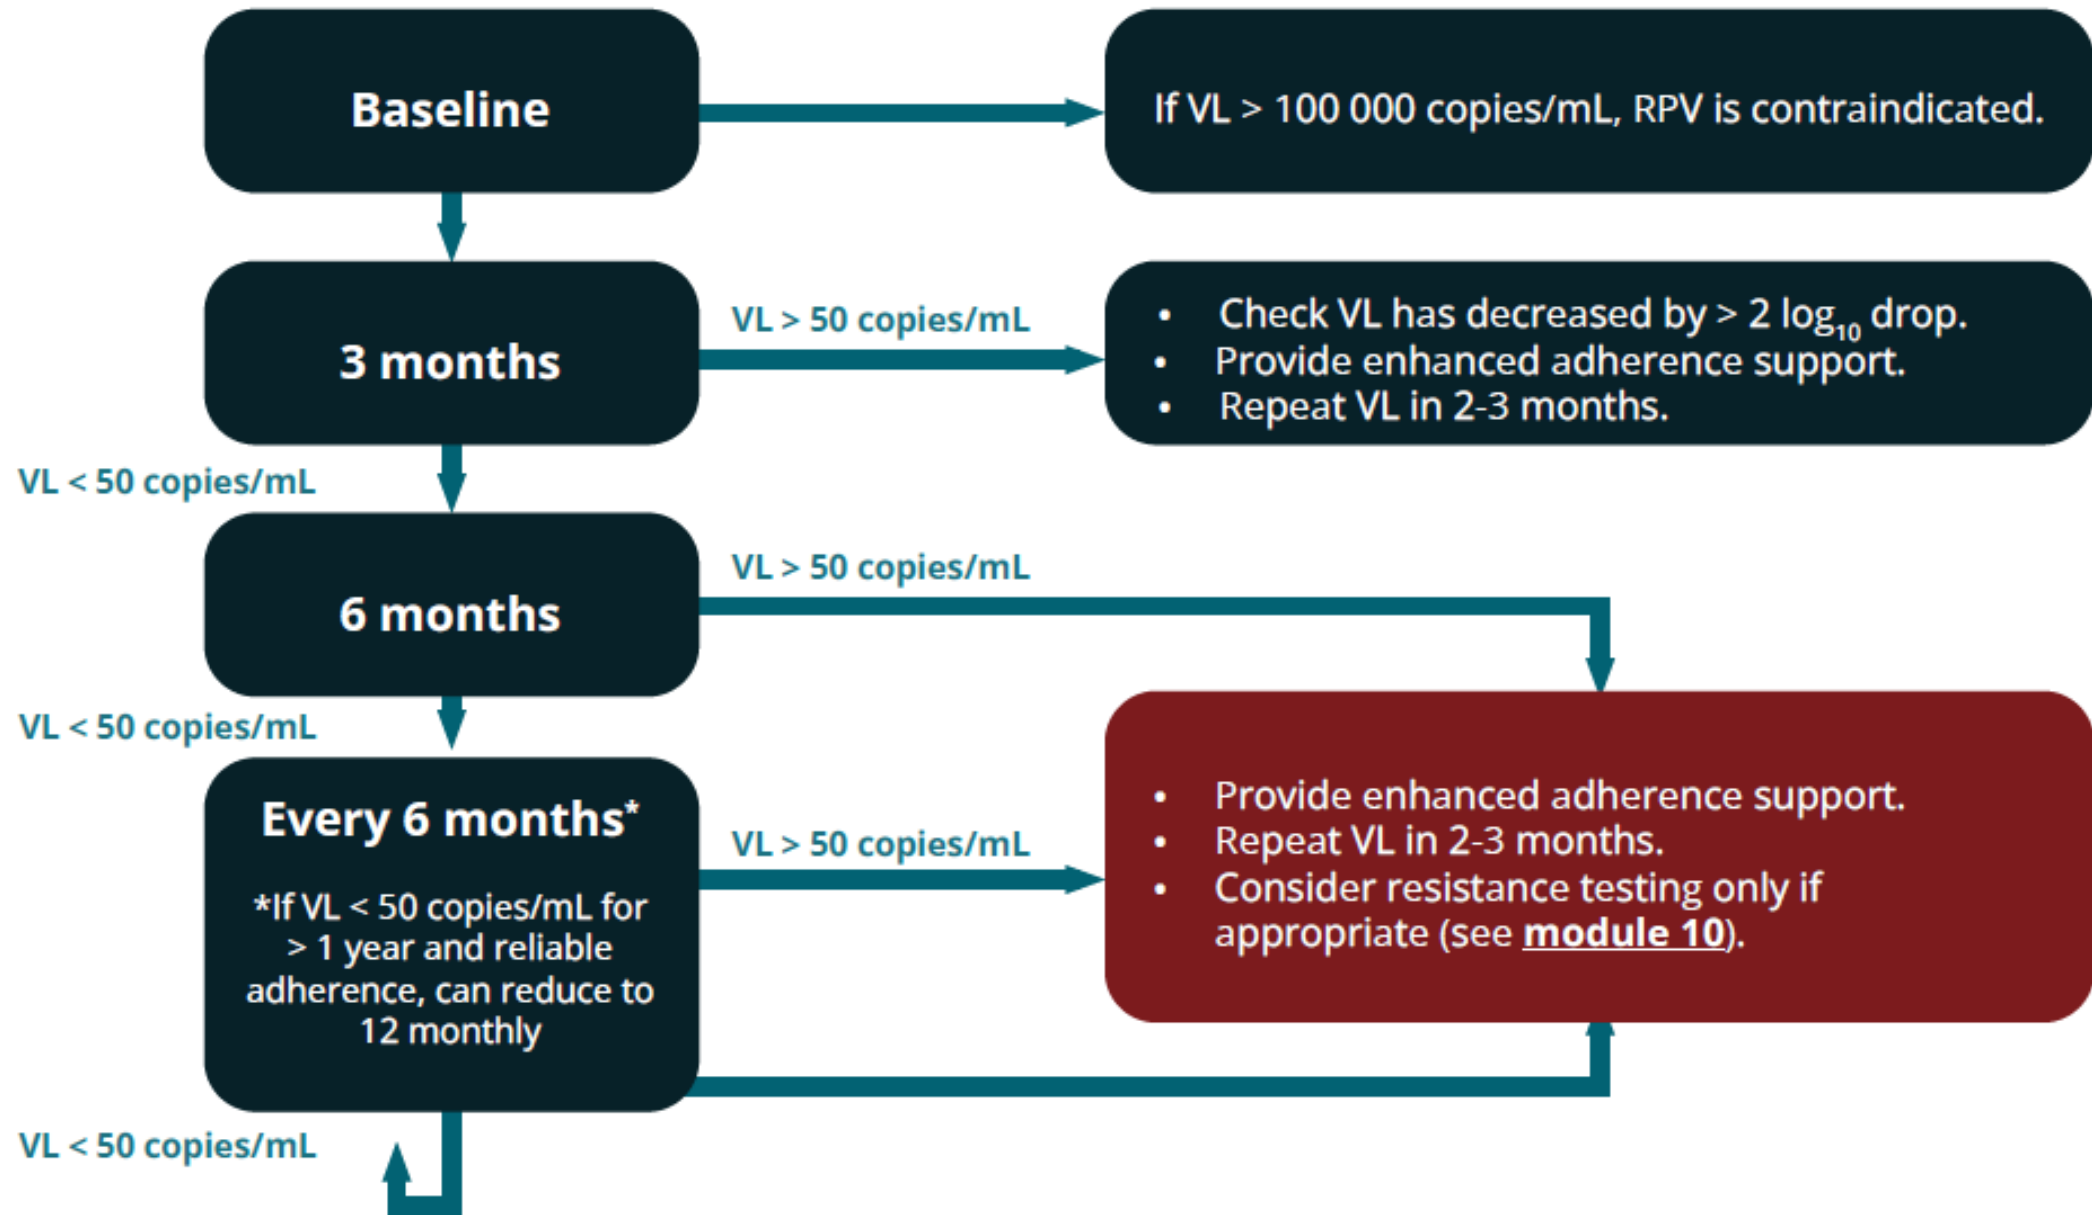 Baseline
If VL > 100 000 copies/mL, RPV is contraindicated.
3 months
VL > 50 copies/mL
• Check VL has decreased by > 2 log₁₀ drop.
• Provide enhanced adherence support.
• Repeat VL in 2-3 months.
VL < 50 copies/mL
6 months
VL > 50 copies/mL
VL < 50 copies/mL
Every 6 months*
*If VL < 50 copies/mL for
> 1 year and reliable
adherence, can reduce to
12 monthly
VL > 50 copies/mL
• Provide enhanced adherence support.
• Repeat VL in 2-3 months.
• Consider resistance testing only if
appropriate (see module 10).
VL < 50 copies/mL